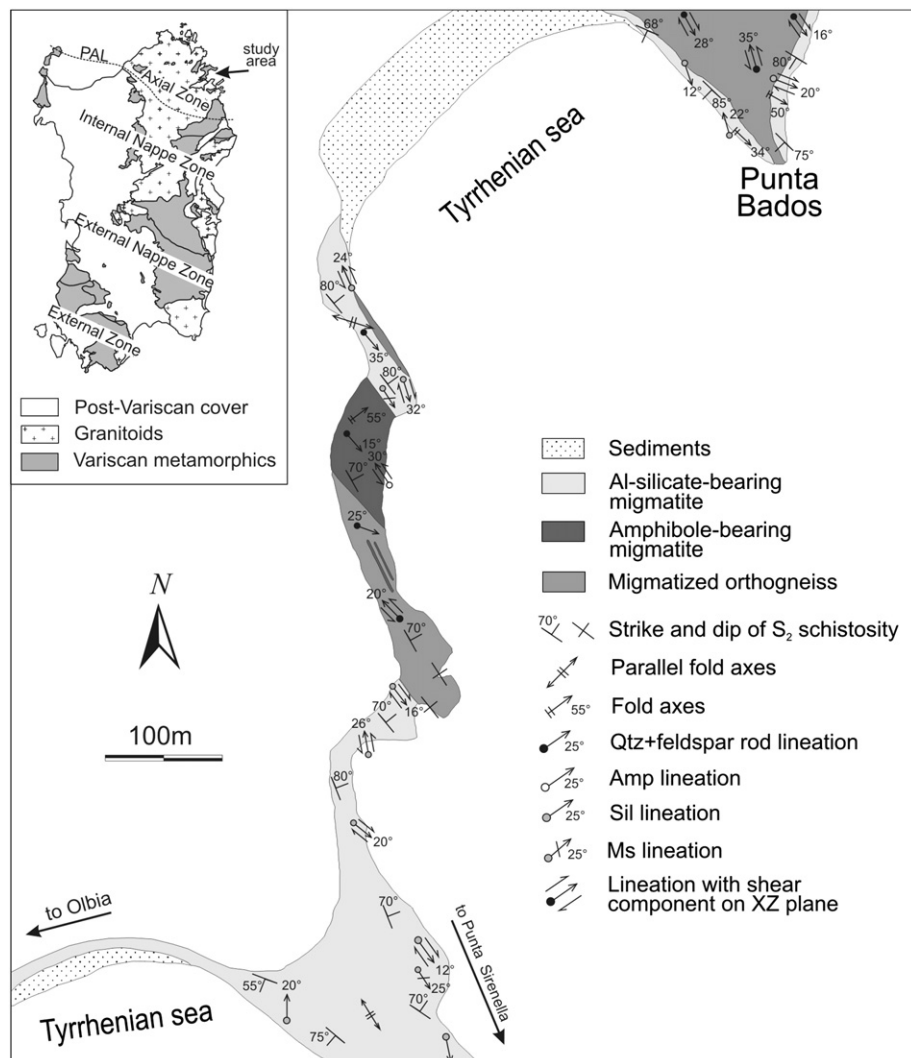 PAL
study
area
Axial Zone
Internal Nappe Zone
External Nappe Zone
External Zone
Post-Variscan cover
Granitoids
Variscan metamorphics
Tyrrhenian sea
68°
28°
35°
16°
80°
12°
85°
22°
20°
50°
34°
75°
Punta
Bados
24°
80°
35°
80°
32°
55°
15°
30°
70°
25°
20°
70°
70°
16°
26°
80°
20°
70°
12°
25°
70°
55°
20°
75°
N
100m
to Olbia
to Punta Sirenella
Tyrrhenian sea
Sediments
Al-silicate-bearing
migmatite
Amphibole-bearing
migmatite
Migmatized orthogneiss
70° Strike and dip of S₂ schistosity
Parallel fold axes
55° Fold axes
25° Qtz+feldspar rod lineation
25° Amp lineation
25° Sil lineation
25° Ms lineation
Lineation with shear
component on XZ plane